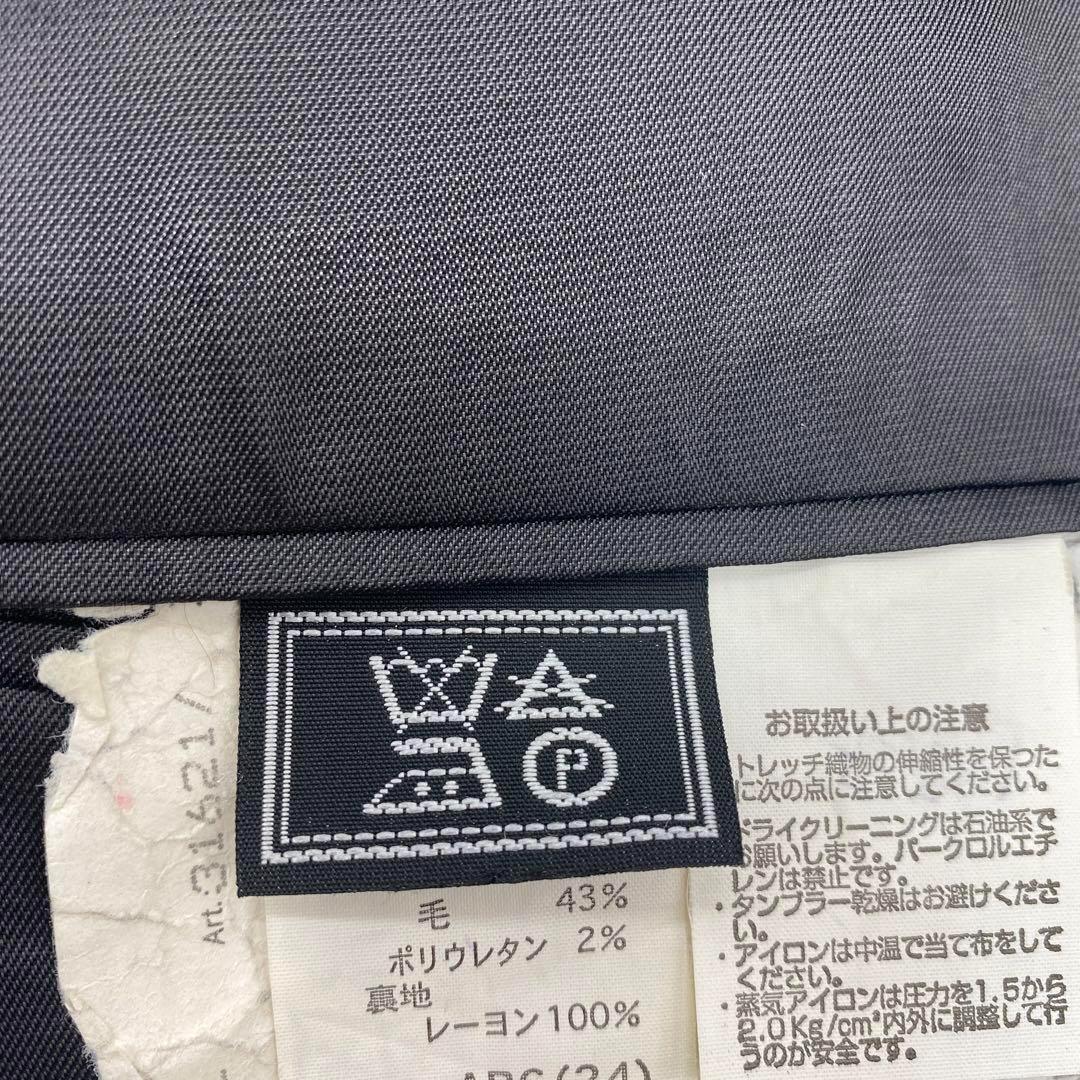 Art.31621
P
毛 43%
ポリウレタン 2%
裏地
レーヨン100%
お取扱い上の注意
トレッチ織物の伸縮性を保つた
に次の点に注意してください。
ドライクリーニングは石油系で
お願いします。パークロルエチ
レンは禁止です。
・タンブラー乾燥はお避けくださ
い。
・アイロンは中温で当て布をして
ください。
・蒸気アイロンは圧力を1.5から
2.0Kg/cm²内外に調整して行
うのが安全です。